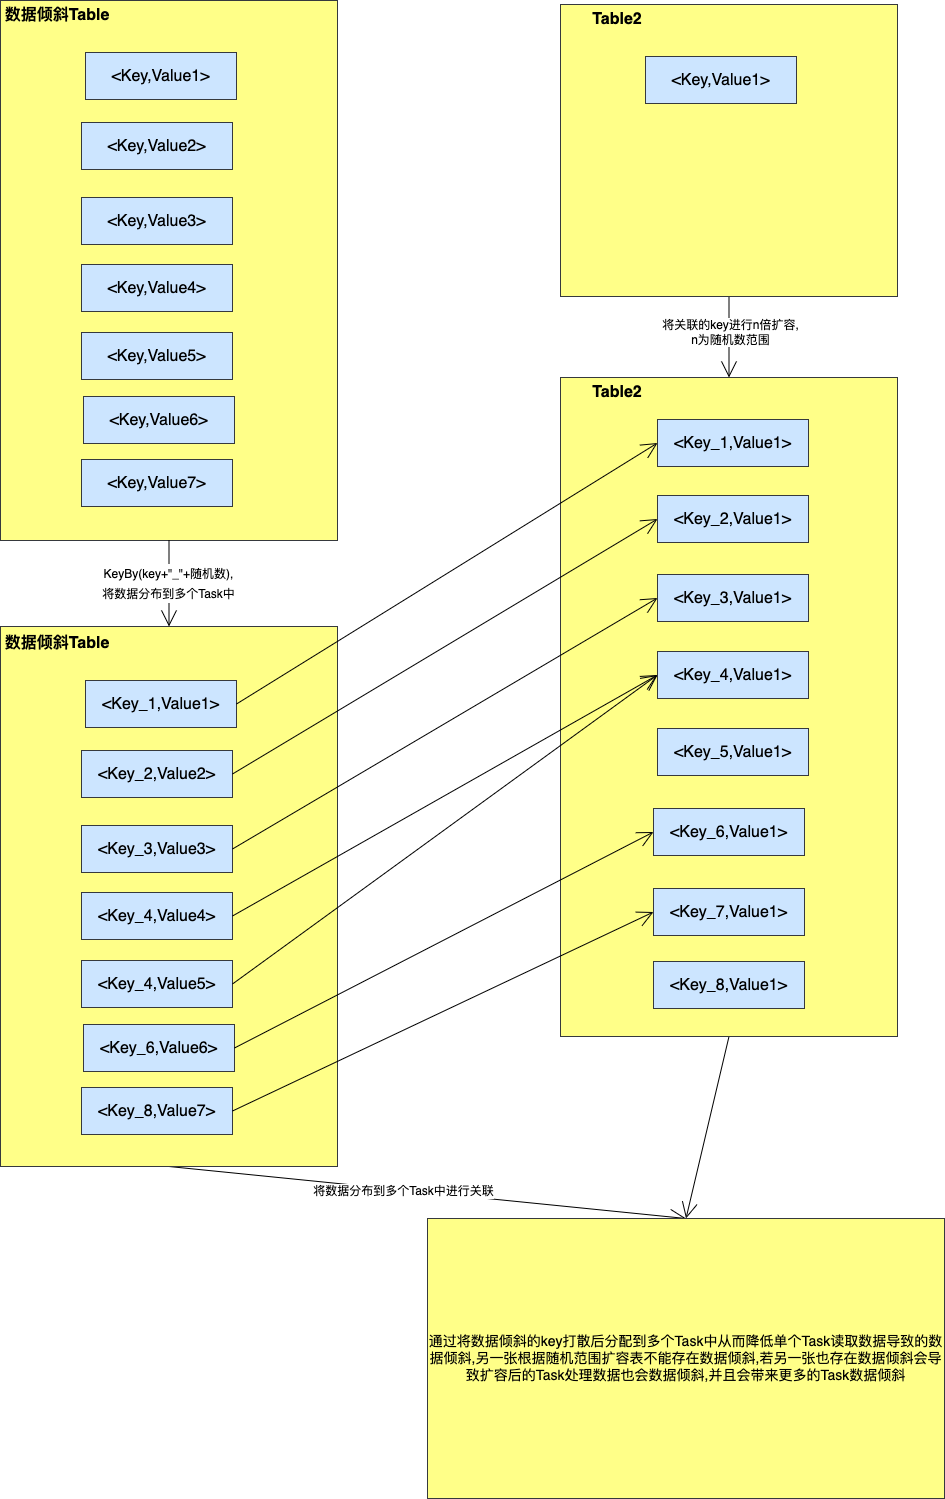 数据倾斜Table
<Key,Value1>
<Key,Value2>
<Key,Value3>
<Key,Value4>
<Key,Value5>
<Key,Value6>
<Key,Value7>
Table2
<Key,Value1>
将关联的key进行n倍扩容,
n为随机数范围
KeyBy(key+"_"+随机数),
将数据分布到多个Task中
数据倾斜Table
<Key_1,Value1>
<Key_2,Value2>
<Key_3,Value3>
<Key_4,Value4>
<Key_4,Value5>
<Key_6,Value6>
<Key_8,Value7>
Table2
<Key_1,Value1>
<Key_2,Value1>
<Key_3,Value1>
<Key_4,Value1>
<Key_5,Value1>
<Key_6,Value1>
<Key_7,Value1>
<Key_8,Value1>
将数据分布到多个Task中进行关联
通过将数据倾斜的key打散后分配到多个Task中从而降低单个Task读取数据导致的数
据倾斜,另一张根据随机范围扩容表不能存在数据倾斜,若另一张也存在数据倾斜会导
致扩容后的Task处理数据也会数据倾斜,并且会带来更多的Task数据倾斜